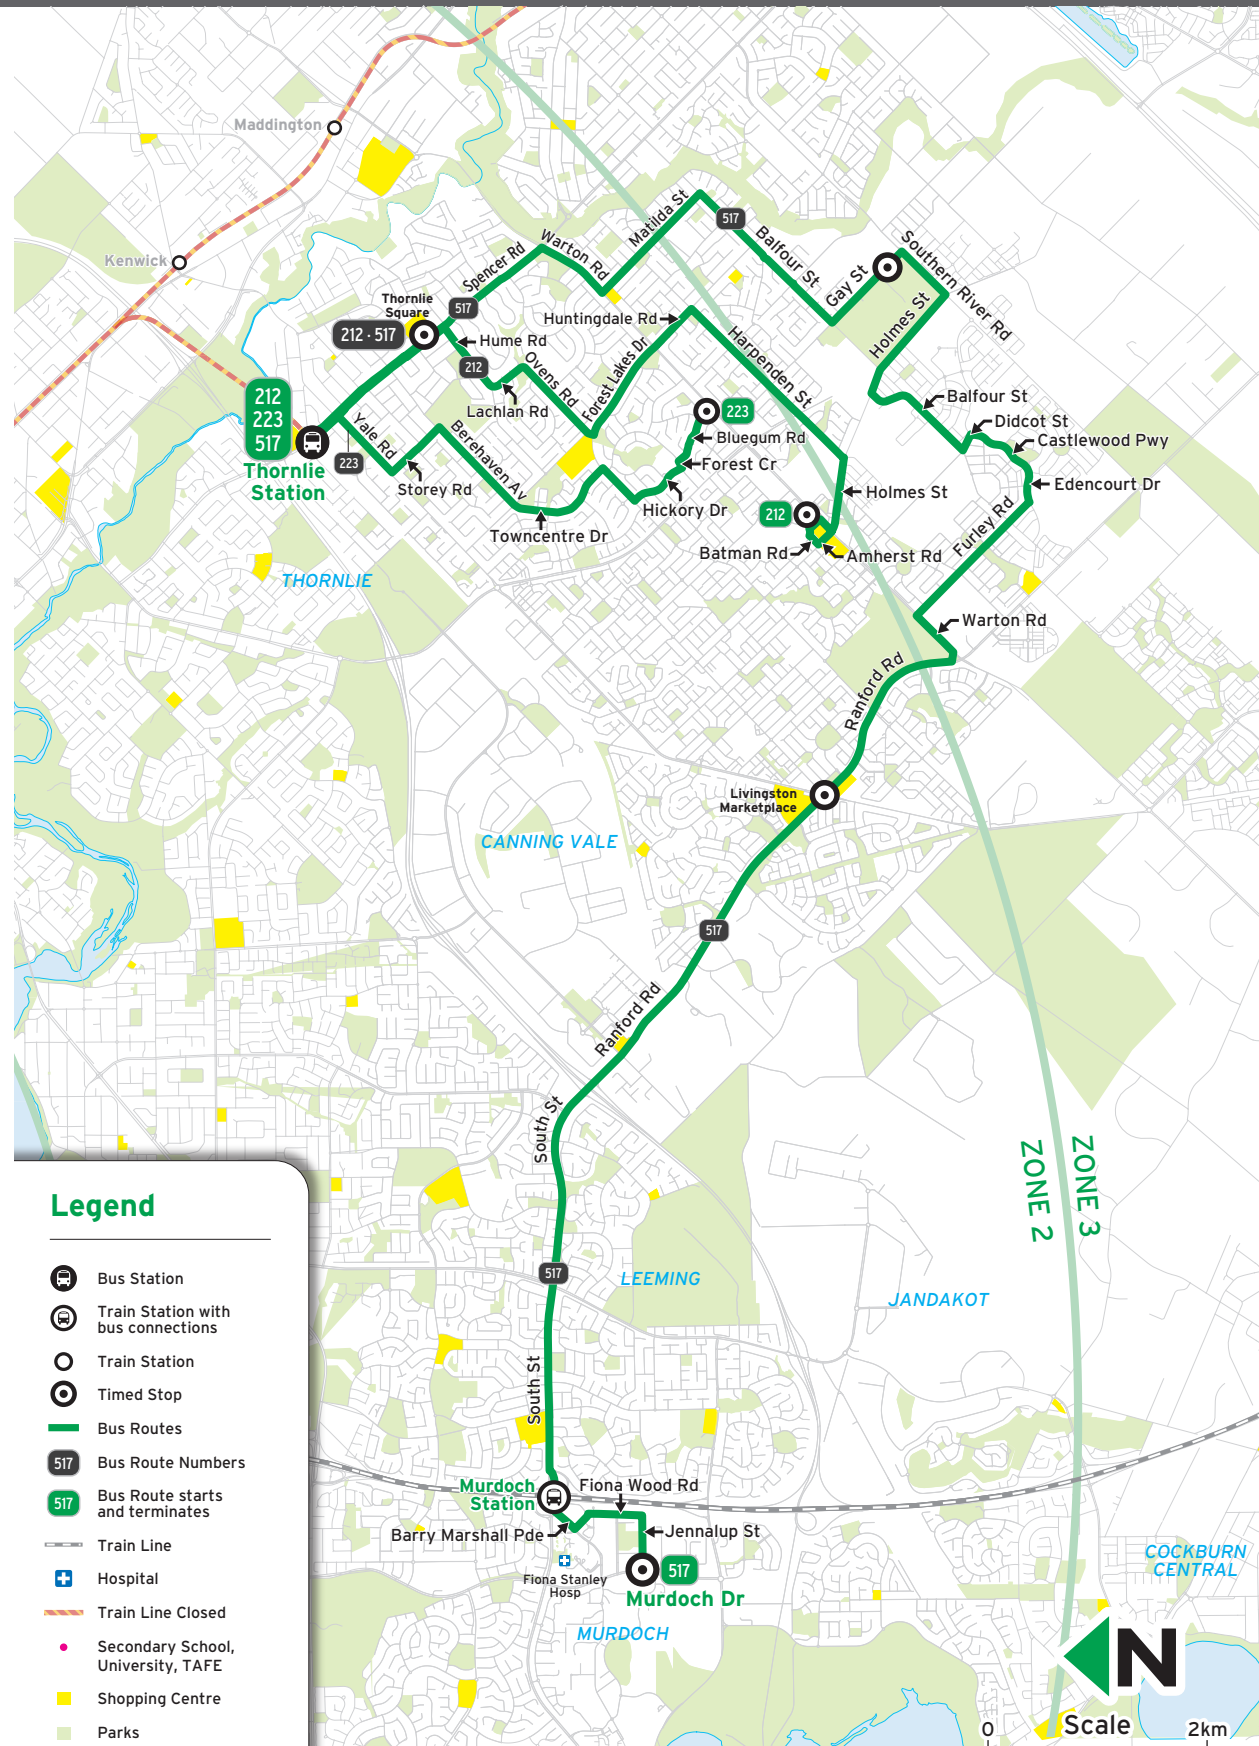 Maddington
Kenwick
Thornlie
Square
212 · 517
212
223
517
Thornlie
Station
Spencer Rd
517
Warton Rd
Matilda St
517
Balfour St
Gay St
Southern River Rd
Holmes St
Huntingdale Rd
Hume Rd
212
Lachlan Rd
Ovens Rd
Forest Lakes Dr
Harpenden St
Yale Rd
223
Storey Rd
Berehaven Av
Towncentre Dr
223
Bluegum Rd
Forest Cr
Hickory Dr
Balfour St
Didcot St
Castlewood Pwy
Edencourt Dr
Holmes St
212
Batman Rd
Amherst Rd
Furley Rd
THORNLIE
Warton Rd
Ranford Rd
Livingston
Marketplace
CANNING VALE
517
Ranford Rd
South St
ZONE 2
ZONE 3
517
LEEMING
JANDAKOT
South St
Murdoch
Station
Fiona Wood Rd
Barry Marshall Pde
Jennalup St
Fiona Stanley
Hosp
517
Murdoch Dr
MURDOCH
COCKBURN
CENTRAL
N
0
Scale
2km
Legend
Bus Station
Train Station with
bus connections
Train Station
Timed Stop
Bus Routes
517
Bus Route Numbers
517
Bus Route starts
and terminates
Train Line
Hospital
Train Line Closed
Secondary School,
University, TAFE
Shopping Centre
Parks